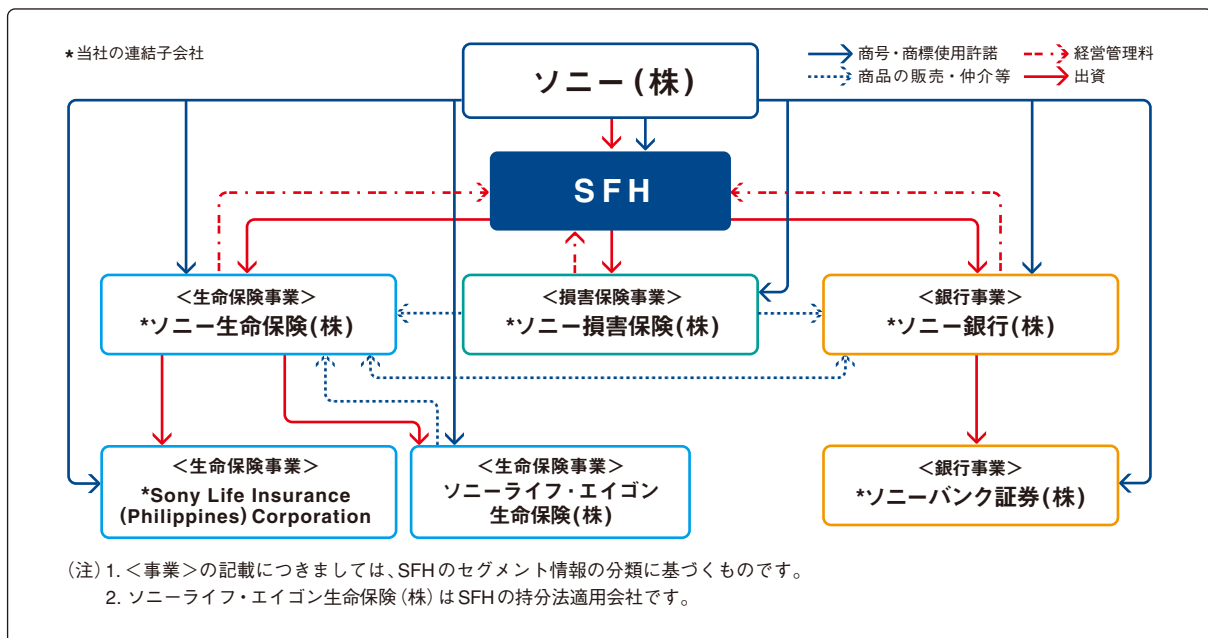 *当社の連結子会社
ソニー(株)
商号・商標使用許諾
経営管理料
商品の販売・仲介等
出資
SFH
<生命保険事業>
*ソニー生命保険(株)
<損害保険事業>
*ソニー損害保険(株)
<銀行事業>
*ソニー銀行(株)
<生命保険事業>
*Sony Life Insurance
(Philippines) Corporation
<生命保険事業>
ソニーライフ・エイゴン
生命保険(株)
<銀行事業>
*ソニーバンク証券(株)
(注)1. <事業>の記載につきましては、SFHのセグメント情報の分類に基づくものです。
2. ソニーライフ・エイゴン生命保険(株)はSFHの持分法適用会社です。